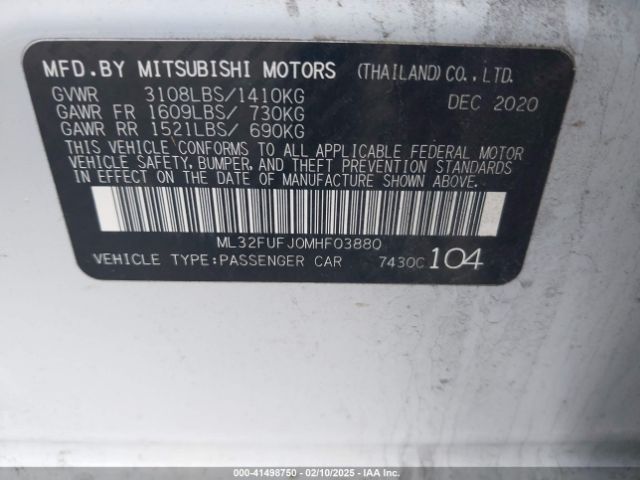 MFD.BY MITSUBISHI MOTORS (THAILAND)CO.,LTD.
GVWR 3108LBS/1410KG DEC 2020
GAWR FR 1609LBS/ 730KG
GAWR RR 1521LBS/ 690KG
THIS VEHICLE CONFORMS TO ALL APPLICABLE FEDERAL MOTOR
VEHICLE SAFETY, BUMPER, AND THEFT PREVENTION STANDARDS
IN EFFECT ON THE DATE OF MANUFACTURE SHOWN ABOVE.
ML32FUFJ0MHF03880
VEHICLE TYPE:PASSENGER CAR 7430C 104
000-41498750 - 02/10/2025 - IAA, Inc.